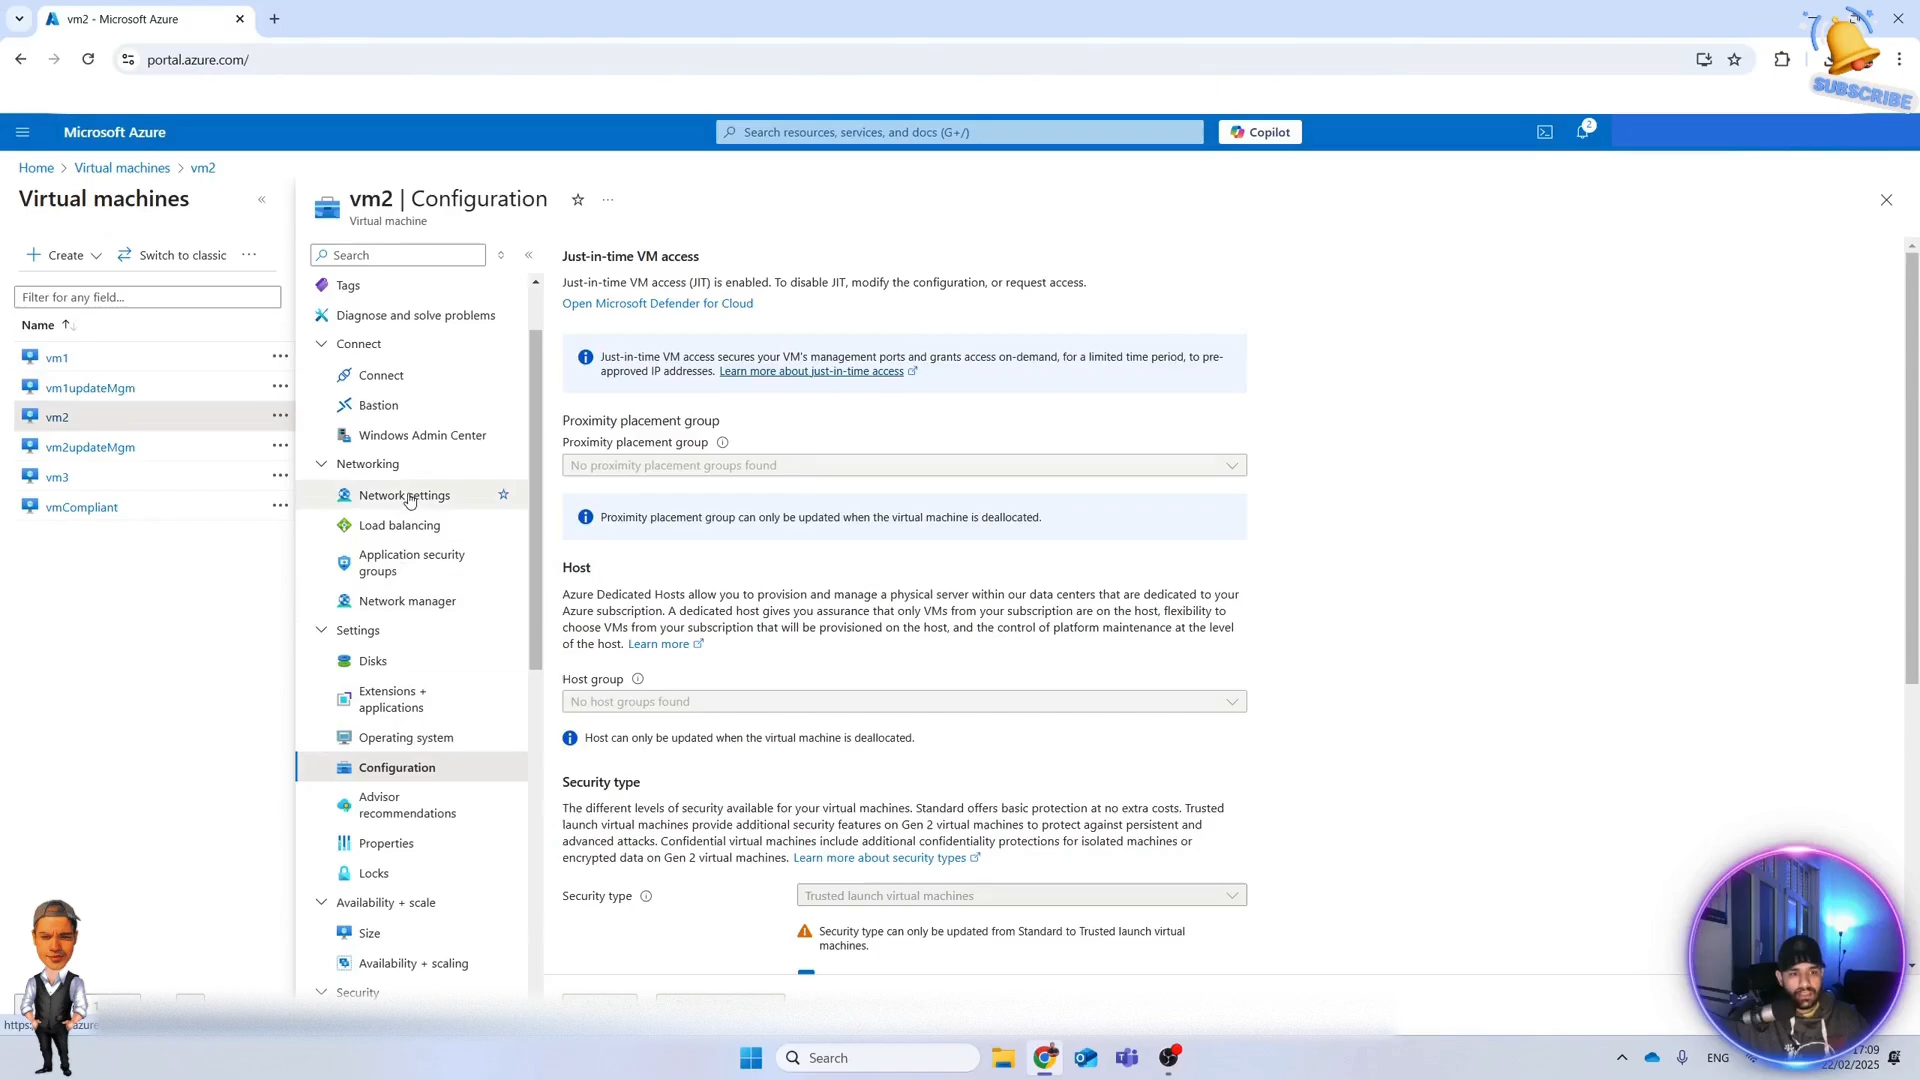 vm2 - Microsoft Azure
portal.azure.com/
SUBSCRIBE
Microsoft Azure
Search resources, services, and docs (G+/)
Copilot
2
Home > Virtual machines > vm2
Virtual machines
Create
Switch to classic
Filter for any field...
Name
vm1
vm1updateMgm
vm2
vm2updateMgm
vm3
vmCompliant
vm2 | Configuration
Virtual machine
Search
Tags
Diagnose and solve problems
Connect
Connect
Bastion
Windows Admin Center
Networking
Network settings
Load balancing
Application security
groups
Network manager
Settings
Disks
Extensions +
applications
Operating system
Configuration
Advisor
recommendations
Properties
Locks
Availability + scale
Size
Availability + scaling
Security
Just-in-time VM access
Just-in-time VM access (JIT) is enabled. To disable JIT, modify the configuration, or request access.
Open Microsoft Defender for Cloud
Just-in-time VM access secures your VM's management ports and grants access on-demand, for a limited time period, to pre-
approved IP addresses. Learn more about just-in-time access
Proximity placement group
Proximity placement group
No proximity placement groups found
Proximity placement group can only be updated when the virtual machine is deallocated.
Host
Azure Dedicated Hosts allow you to provision and manage a physical server within our data centers that are dedicated to your
Azure subscription. A dedicated host gives you assurance that only VMs from your subscription are on the host, flexibility to
choose VMs from your subscription that will be provisioned on the host, and the control of platform maintenance at the level
of the host. Learn more
Host group
No host groups found
Host can only be updated when the virtual machine is deallocated.
Security type
The different levels of security available for your virtual machines. Standard offers basic protection at no extra costs. Trusted
launch virtual machines provide additional security features on Gen 2 virtual machines to protect against persistent and
advanced attacks. Confidential virtual machines include additional confidentiality protections for isolated machines or
encrypted data on Gen 2 virtual machines. Learn more about security types
Security type
Trusted launch virtual machines
Security type can only be updated from Standard to Trusted launch virtual
machines.
Search
ENG
17:09
22/02/2025